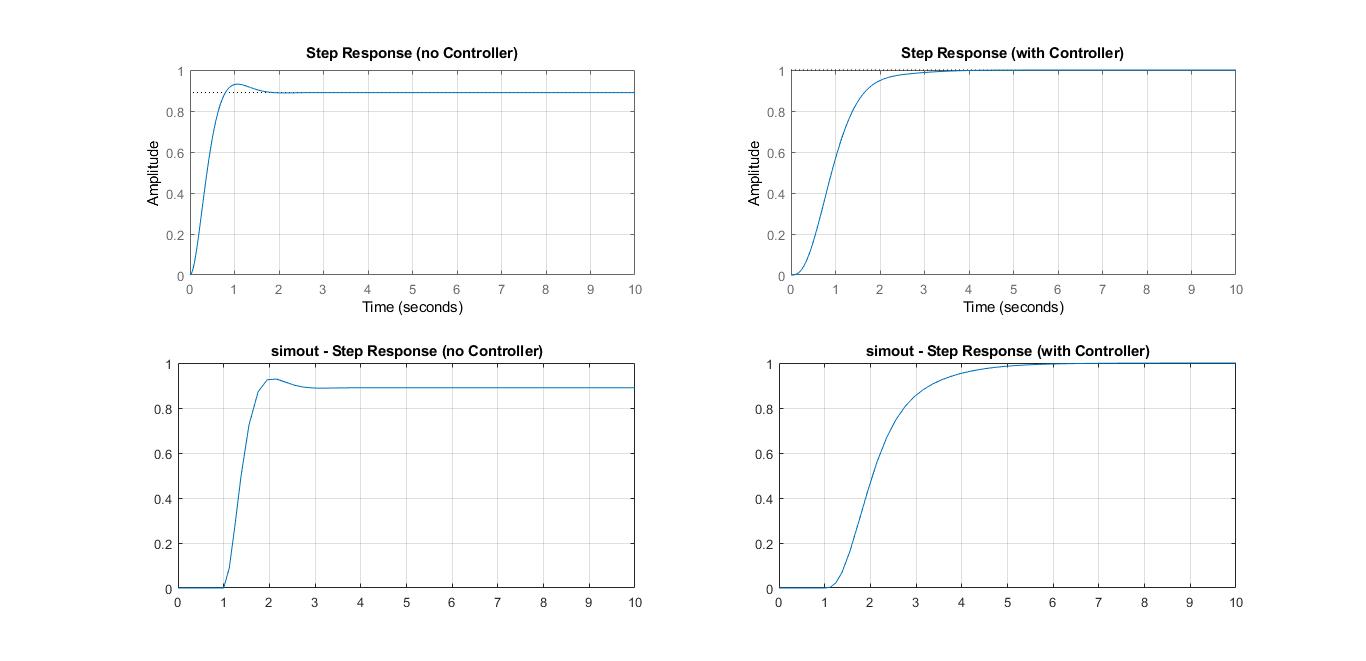 Step Response (no Controller)
1
0.8
0.6
0.4
0.2
0
Amplitude
0 1 2 3 4 5 6 7 8 9 10
Time (seconds)
Step Response (with Controller)
1
0.8
0.6
0.4
0.2
0
Amplitude
0 1 2 3 4 5 6 7 8 9 10
Time (seconds)
simout - Step Response (no Controller)
1
0.8
0.6
0.4
0.2
0
0 1 2 3 4 5 6 7 8 9 10
simout - Step Response (with Controller)
1
0.8
0.6
0.4
0.2
0
0 1 2 3 4 5 6 7 8 9 10